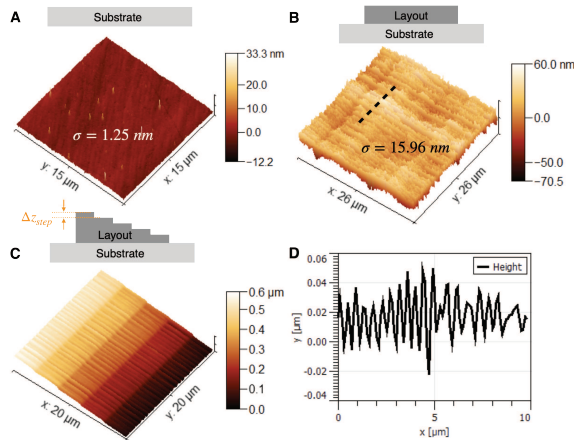 A
Substrate
33.3 nm
20.0
10.0
0.0
-12.2
σ = 1.25 nm
y: 15 μm
x: 15 μm
B
Layout
Substrate
60.0 nm
0.0
-50.0
-70.5
σ = 15.96 nm
x: 26 μm
y: 26 μm
Δz_step
Layout
Substrate
C
0.6 μm
0.5
0.4
0.3
0.2
0.1
0.0
x: 20 μm
y: 20 μm
D
Height
0.06
0.04
0.02
0.00
-0.02
-0.04
y [μm]
0
5
10
x [μm]